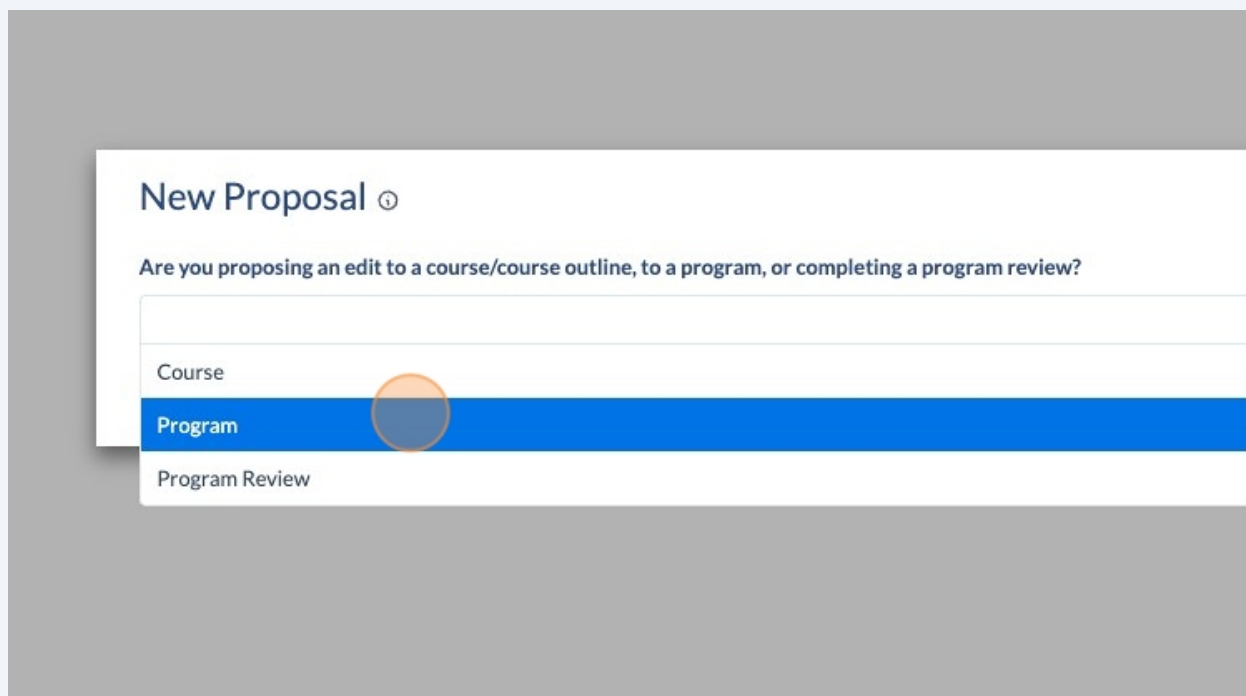 New Proposal
Are you proposing an edit to a course/course outline, to a program, or completing a program review?
Course
Program
Program Review